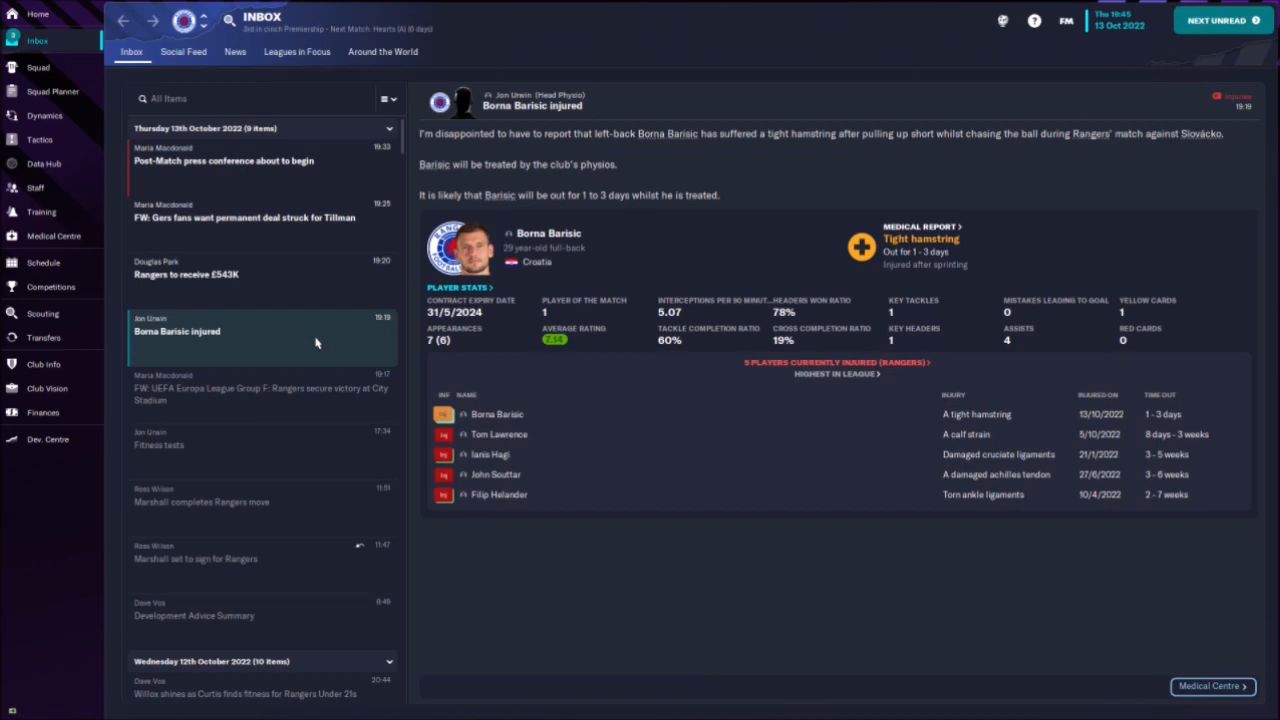 Home
3
Inbox
Squad
Squad Planner
Dynamics
Tactics
Data Hub
Staff
Training
Medical Centre
Schedule
Competitions
Scouting
Transfers
Club Info
Club Vision
Finances
Dev. Centre
INBOX
3rd in cinch Premiership - Next Match: Hearts (A) (6 days)
FM
Thu 19:45
13 Oct 2022
NEXT UNREAD
Inbox
Social Feed
News
Leagues in Focus
Around the World
All Items
Thursday 13th October 2022 (9 items)
Maria Macdonald 19:33
Post-Match press conference about to begin
Maria Macdonald 19:25
FW: Gers fans want permanent deal struck for Tillman
Douglas Park 19:20
Rangers to receive £543K
Jon Unwin 19:19
Borna Barisic injured
Maria Macdonald 19:17
FW: UEFA Europa League Group F: Rangers secure victory at City
Stadium
Jon Unwin 17:34
Fitness tests
Ross Wilson 11:51
Marshall completes Rangers move
Ross Wilson 11:47
Marshall set to sign for Rangers
Dave Vos 8:49
Development Advice Summary
Wednesday 12th October 2022 (10 items)
Dave Vos 20:44
Willox shines as Curtis finds fitness for Rangers Under 21s
Jon Unwin (Head Physio)
Borna Barisic injured
Injuries
19:19
I'm disappointed to have to report that left-back Borna Barisic has suffered a tight hamstring after pulling up short whilst chasing the ball during Rangers' match against Slovácko.
Barisic will be treated by the club's physios.
It is likely that Barisic will be out for 1 to 3 days whilst he is treated.
Borna Barisic
29 year-old full-back
Croatia
MEDICAL REPORT >
Tight hamstring
Out for 1 - 3 days
Injured after sprinting
PLAYER STATS >
CONTRACT EXPIRY DATE PLAYER OF THE MATCH INTERCEPTIONS PER 90 MINUT... HEADERS WON RATIO KEY TACKLES MISTAKES LEADING TO GOAL YELLOW CARDS
31/5/2024 1 5.07 78% 1 0 1
APPEARANCES AVERAGE RATING TACKLE COMPLETION RATIO CROSS COMPLETION RATIO KEY HEADERS ASSISTS RED CARDS
7 (6) 7.14 60% 19% 1 4 0
5 PLAYERS CURRENTLY INJURED (RANGERS) >
HIGHEST IN LEAGUE >
INF NAME INJURY INJURED ON TIME OUT
Inj Borna Barisic A tight hamstring 13/10/2022 1 - 3 days
Inj Tom Lawrence A calf strain 5/10/2022 8 days - 3 weeks
Inj Ianis Hagi Damaged cruciate ligaments 21/1/2022 3 - 5 weeks
Inj John Souttar A damaged achilles tendon 27/6/2022 3 - 6 weeks
Inj Filip Helander Torn ankle ligaments 10/4/2022 2 - 7 weeks
Medical Centre >